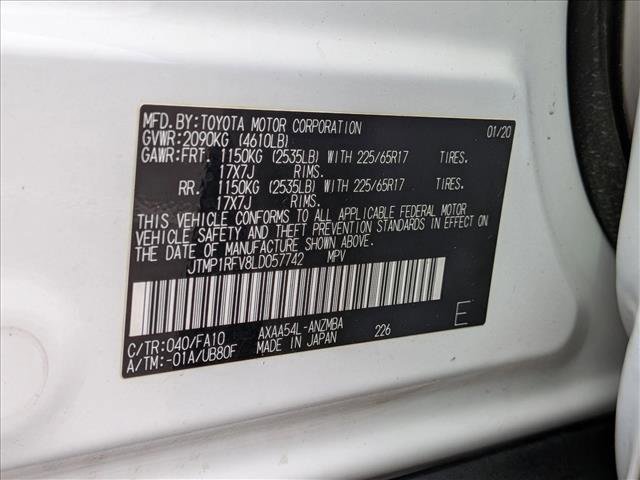 MFD.BY:TOYOTA MOTOR CORPORATION 01/20
GVWR:2090KG (4610LB)
GAWR:FRT. 1150KG (2535LB) WITH 225/65R17 TIRES.
17X7J RIMS.
RR. 1150KG (2535LB) WITH 225/65R17 TIRES.
17X7J RIMS.
THIS VEHICLE CONFORMS TO ALL APPLICABLE FEDERAL MOTOR
VEHICLE SAFETY AND THEFT PREVENTION STANDARDS IN EFFECT ON
THE DATE OF MANUFACTURE SHOWN ABOVE.
JTMP1RFV8LD057742 MPV
C/TR:040/FA10 AXAA54L-ANZMBA 226 E
A/TM:-01A/UB80F MADE IN JAPAN